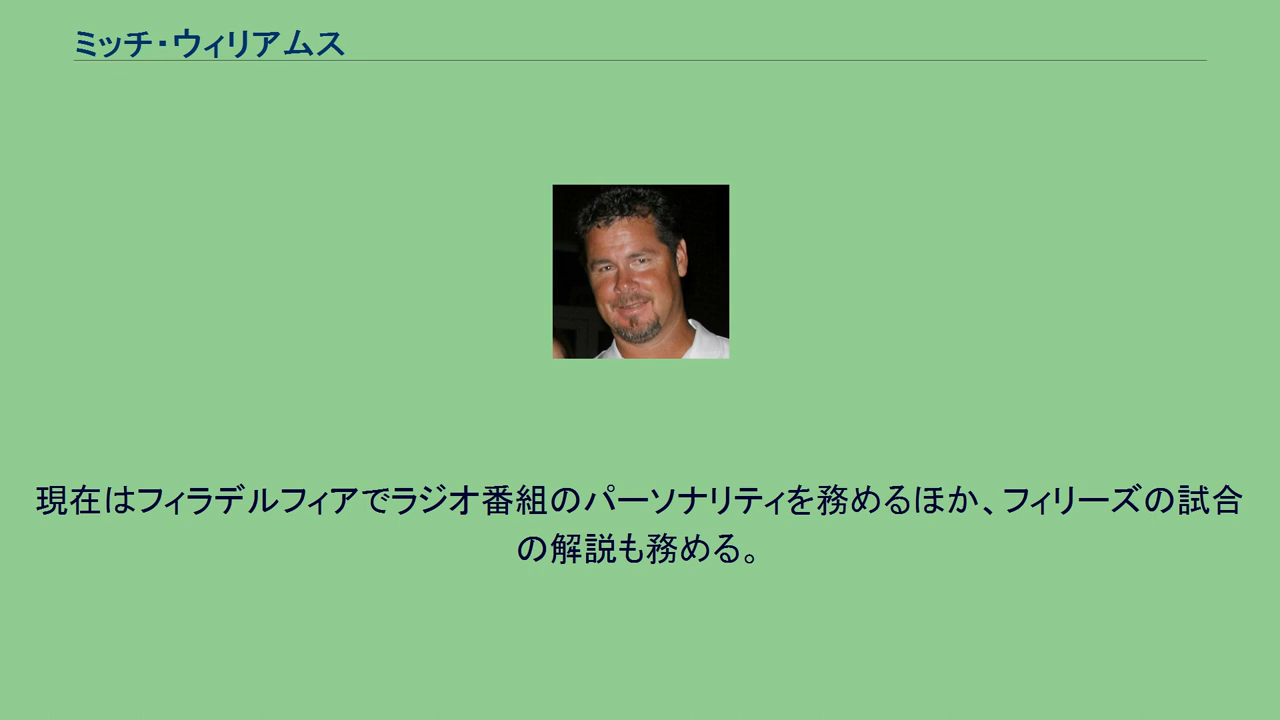 ミッチ・ウィリアムス
現在はフィラデルフィアでラジオ番組のパーソナリティを務めるほか、フィリーズの試合
の解説も務める。